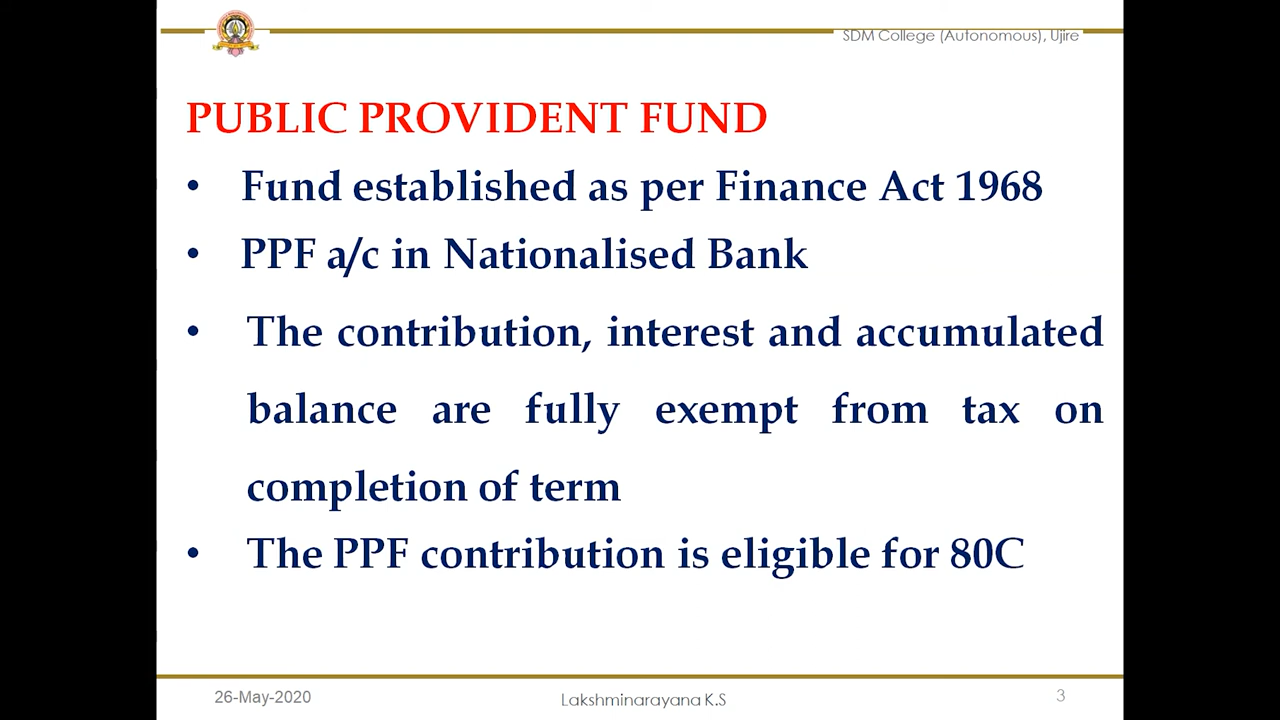 SDM College (Autonomous), Ujire
PUBLIC PROVIDENT FUND
• Fund established as per Finance Act 1968
• PPF a/c in Nationalised Bank
• The contribution, interest and accumulated
balance are fully exempt from tax on
completion of term
• The PPF contribution is eligible for 80C
26-May-2020
Lakshminarayana K.S
3